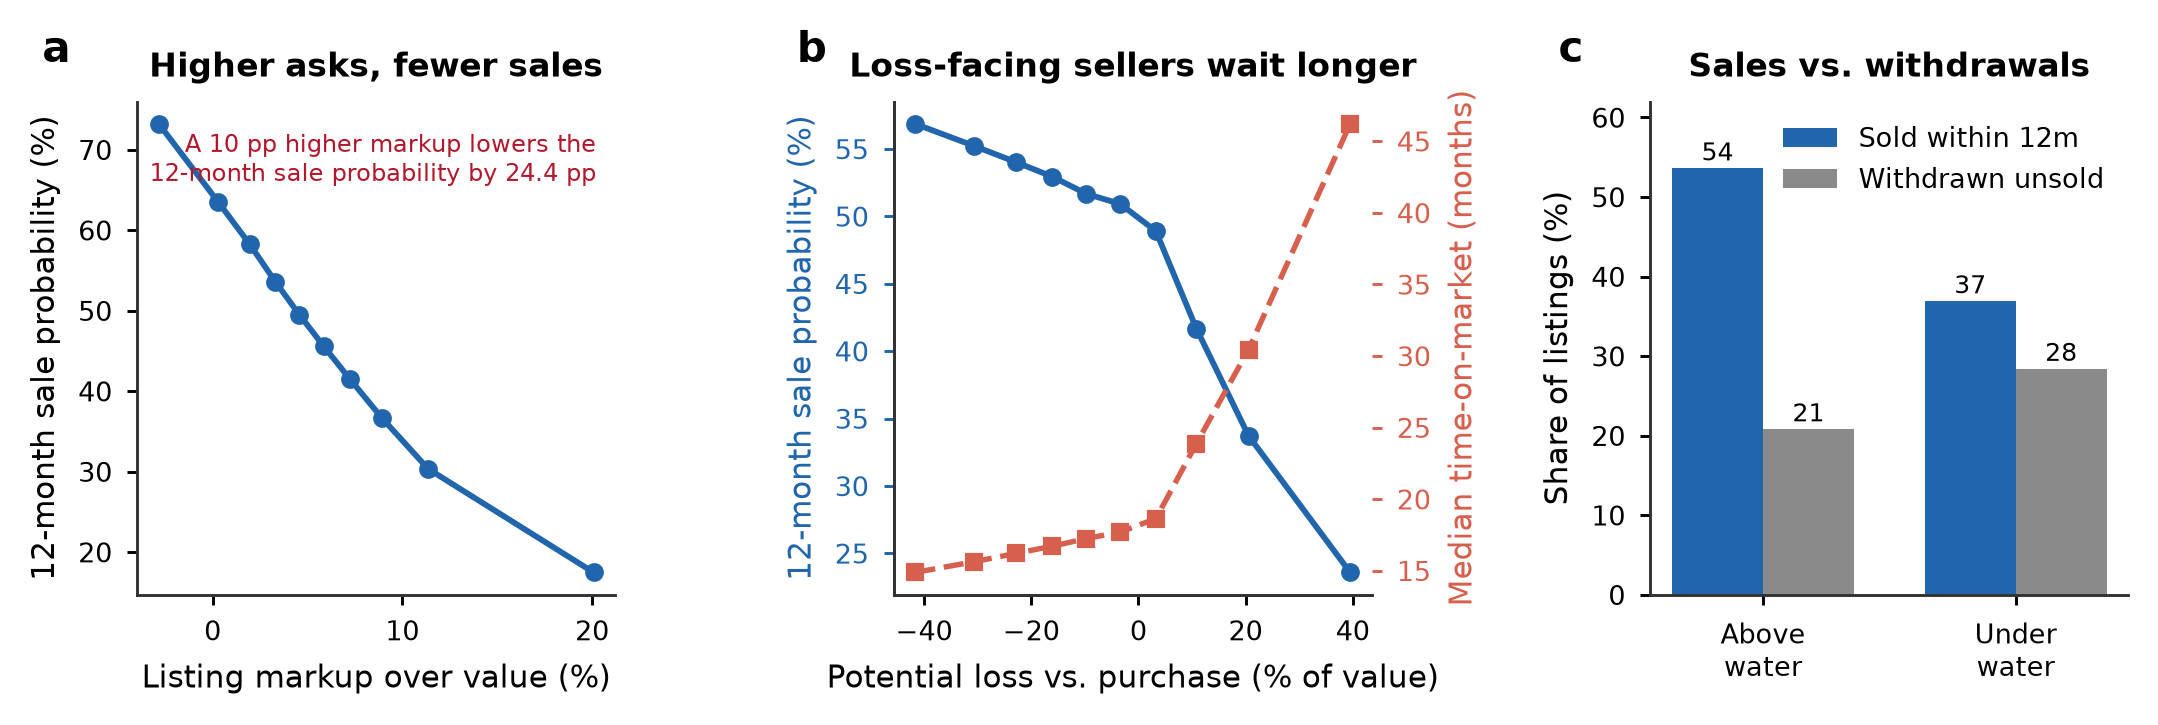 a
Higher asks, fewer sales
A 10 pp higher markup lowers the
12-month sale probability by 24.4 pp
12-month sale probability (%)
70
60
50
40
30
20
0
10
20
Listing markup over value (%)
b
Loss-facing sellers wait longer
12-month sale probability (%)
55
50
45
40
35
30
25
Median time-on-market (months)
45
40
35
30
25
20
15
−40
−20
0
20
40
Potential loss vs. purchase (% of value)
c
Sales vs. withdrawals
Sold within 12m
Withdrawn unsold
Share of listings (%)
60
50
40
30
20
10
0
54
21
37
28
Above
water
Under
water